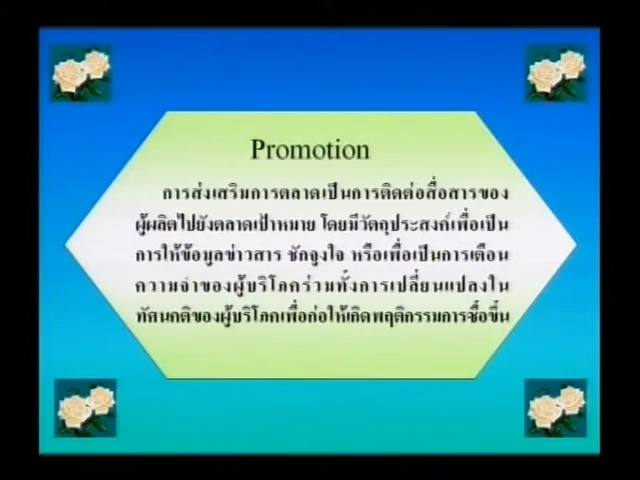 Promotion
การส่งเสริมการตลาดเป็นการติดต่อสื่อสารของ
ผู้ผลิตไปยังตลาดเป้าหมาย โดยมีวัตถุประสงค์เพื่อเป็น
การให้ข้อมูลข่าวสาร ชักจูงใจ หรือเพื่อเป็นการเตือน
ความจำของผู้บริโภคร่วมทั้งการเปลี่ยนแปลงใน
ทัศนคติของผู้บริโภคเพื่อก่อให้เกิดพฤติกรรมการซื้อขึ้น